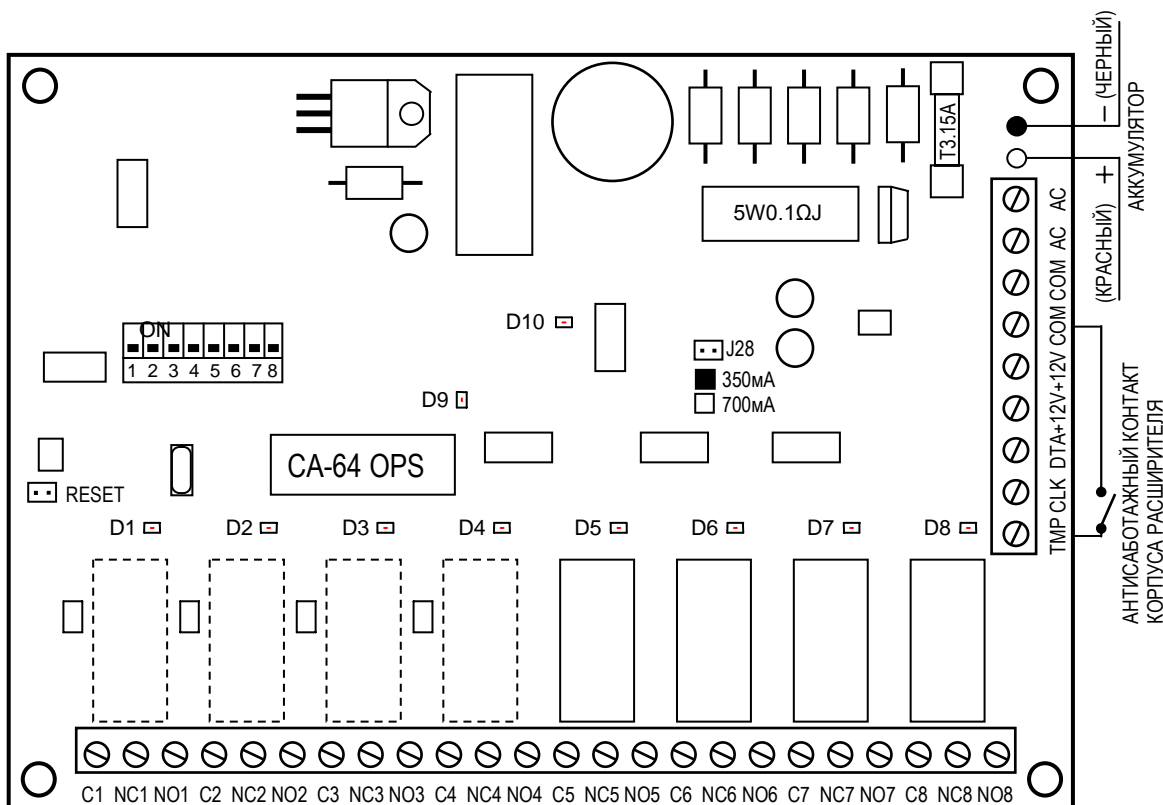 − (ЧЕРНЫЙ)
(КРАСНЫЙ) +
АККУМУЛЯТОР
T3.15A
5W0.1ΩJ
AC
AC
COM
COM
+12V
+12V
DTA
CLK
TMP
ON
1 2 3 4 5 6 7 8
D10
J28
350мА
700мА
D9
CA-64 OPS
RESET
АНТИСАБОТАЖНЫЙ КОНТАКТ
КОРПУСА РАСШИРИТЕЛЯ
D1 D2 D3 D4 D5 D6 D7 D8
C1 NC1 NO1 C2 NC2 NO2 C3 NC3 NO3 C4 NC4 NO4 C5 NC5 NO5 C6 NC6 NO6 C7 NC7 NO7 C8 NC8 NO8